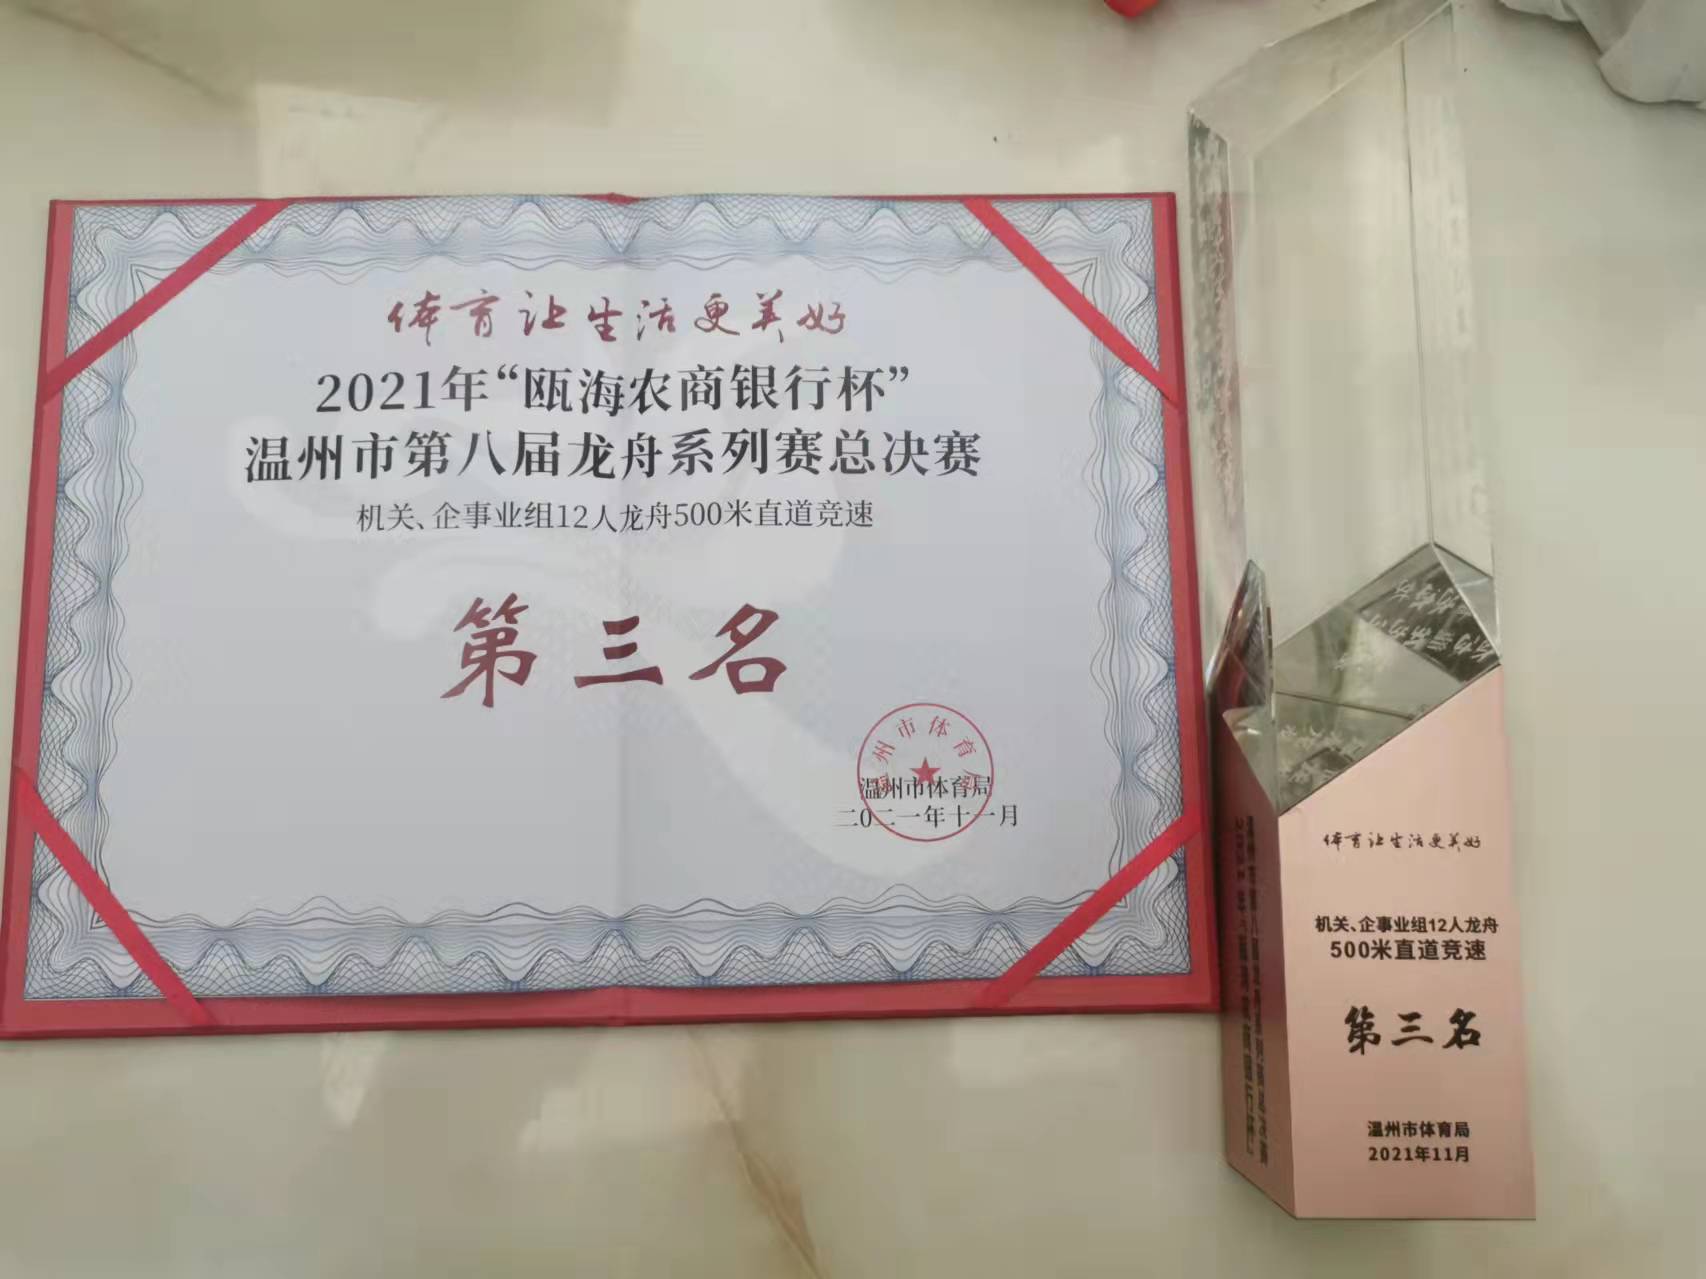 体育让生活更美好
2021年“瓯海农商银行杯”
温州市第八届龙舟系列赛总决赛
机关、企事业组12人龙舟500米直道竞速
第三名
温州市体育局
温州市体育局
二0二一年十一月
体育让生活更美好
机关、企事业组12人龙舟
500米直道竞速
第三名
温州市体育局
2021年11月